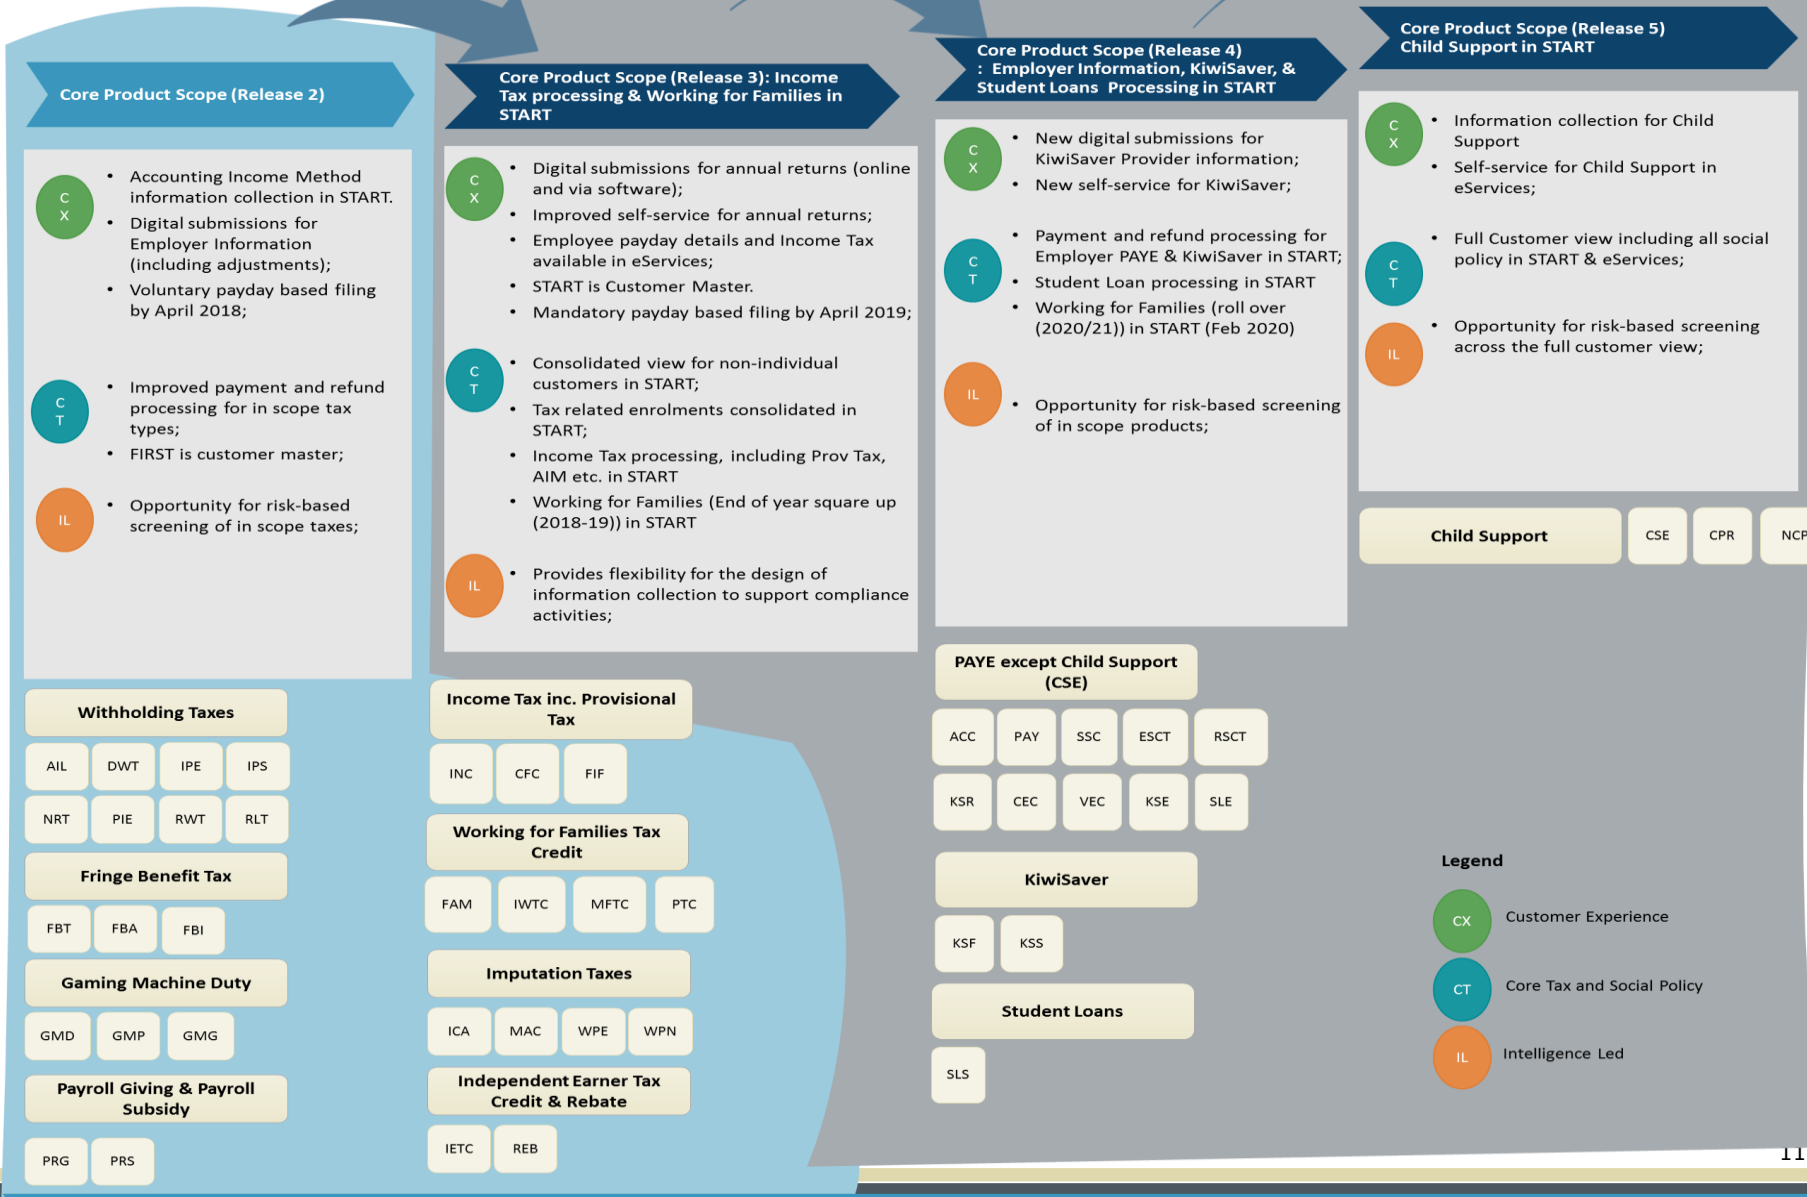 Core Product Scope (Release 2)
C
X
• Accounting Income Method
information collection in START.
• Digital submissions for
Employer Information
(including adjustments);
• Voluntary payday based filing
by April 2018;
C
T
• Improved payment and refund
processing for in scope tax
types;
• FIRST is customer master;
IL
• Opportunity for risk-based
screening of in scope taxes;
Withholding Taxes
AIL DWT IPE IPS
NRT PIE RWT RLT
Fringe Benefit Tax
FBT FBA FBI
Gaming Machine Duty
GMD GMP GMG
Payroll Giving & Payroll
Subsidy
PRG PRS
Core Product Scope (Release 3): Income
Tax processing & Working for Families in
START
C
X
• Digital submissions for annual returns (online
and via software);
• Improved self-service for annual returns;
• Employee payday details and Income Tax
available in eServices;
• START is Customer Master.
• Mandatory payday based filing by April 2019;
C
T
• Consolidated view for non-individual
customers in START;
• Tax related enrolments consolidated in
START;
• Income Tax processing, including Prov Tax,
AIM etc. in START
• Working for Families (End of year square up
(2018-19)) in START
IL
• Provides flexibility for the design of
information collection to support compliance
activities;
Income Tax inc. Provisional
Tax
INC CFC FIF
Working for Families Tax
Credit
FAM IWTC MFTC PTC
Imputation Taxes
ICA MAC WPE WPN
Independent Earner Tax
Credit & Rebate
IETC REB
Core Product Scope (Release 4)
: Employer Information, KiwiSaver, &
Student Loans Processing in START
C
X
• New digital submissions for
KiwiSaver Provider information;
• New self-service for KiwiSaver;
C
T
• Payment and refund processing for
Employer PAYE & KiwiSaver in START;
• Student Loan processing in START
• Working for Families (roll over
(2020/21)) in START (Feb 2020)
IL
• Opportunity for risk-based screening
of in scope products;
PAYE except Child Support
(CSE)
ACC PAY SSC ESCT RSCT
KSR CEC VEC KSE SLE
KiwiSaver
KSF KSS
Student Loans
SLS
Core Product Scope (Release 5)
Child Support in START
C
X
• Information collection for Child
Support
• Self-service for Child Support in
eServices;
C
T
• Full Customer view including all social
policy in START & eServices;
IL
• Opportunity for risk-based screening
across the full customer view;
Child Support CSE CPR NCP
Legend
CX Customer Experience
CT Core Tax and Social Policy
IL Intelligence Led
11